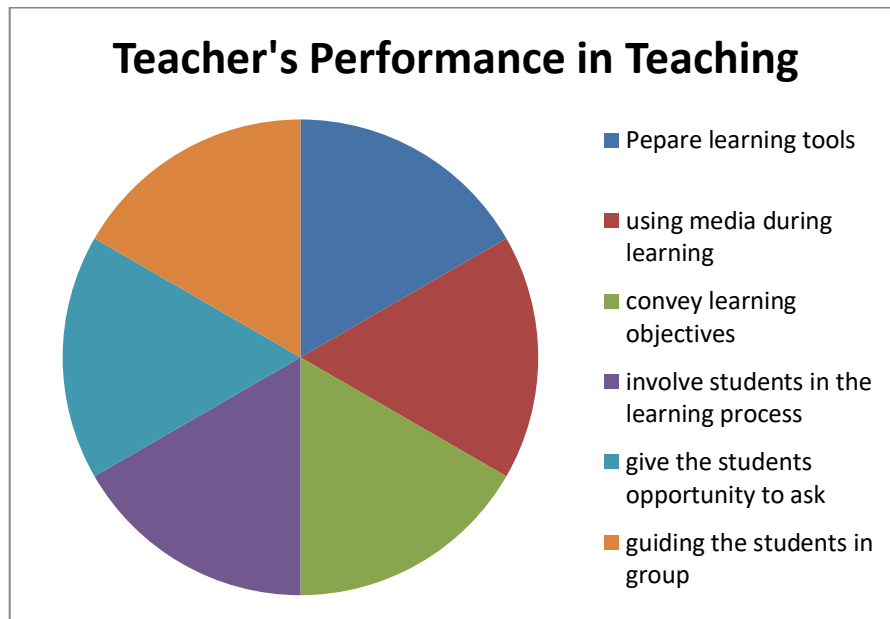 Teacher's Performance in Teaching
Pepare learning tools
using media during
learning
convey learning
objectives
involve students in the
learning process
give the students
opportunity to ask
guiding the students in
group